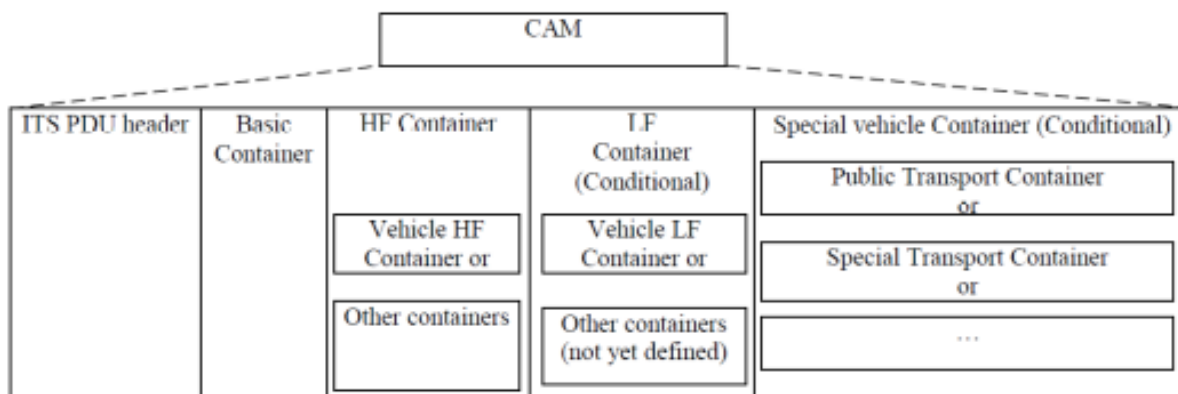 CAM
ITS PDU header
Basic
Container
HF Container
Vehicle HF
Container or
Other containers
LF
Container
(Conditional)
Vehicle LF
Container or
Other containers
(not yet defined)
Special vehicle Container (Conditional)
Public Transport Container
or
Special Transport Container
or
…